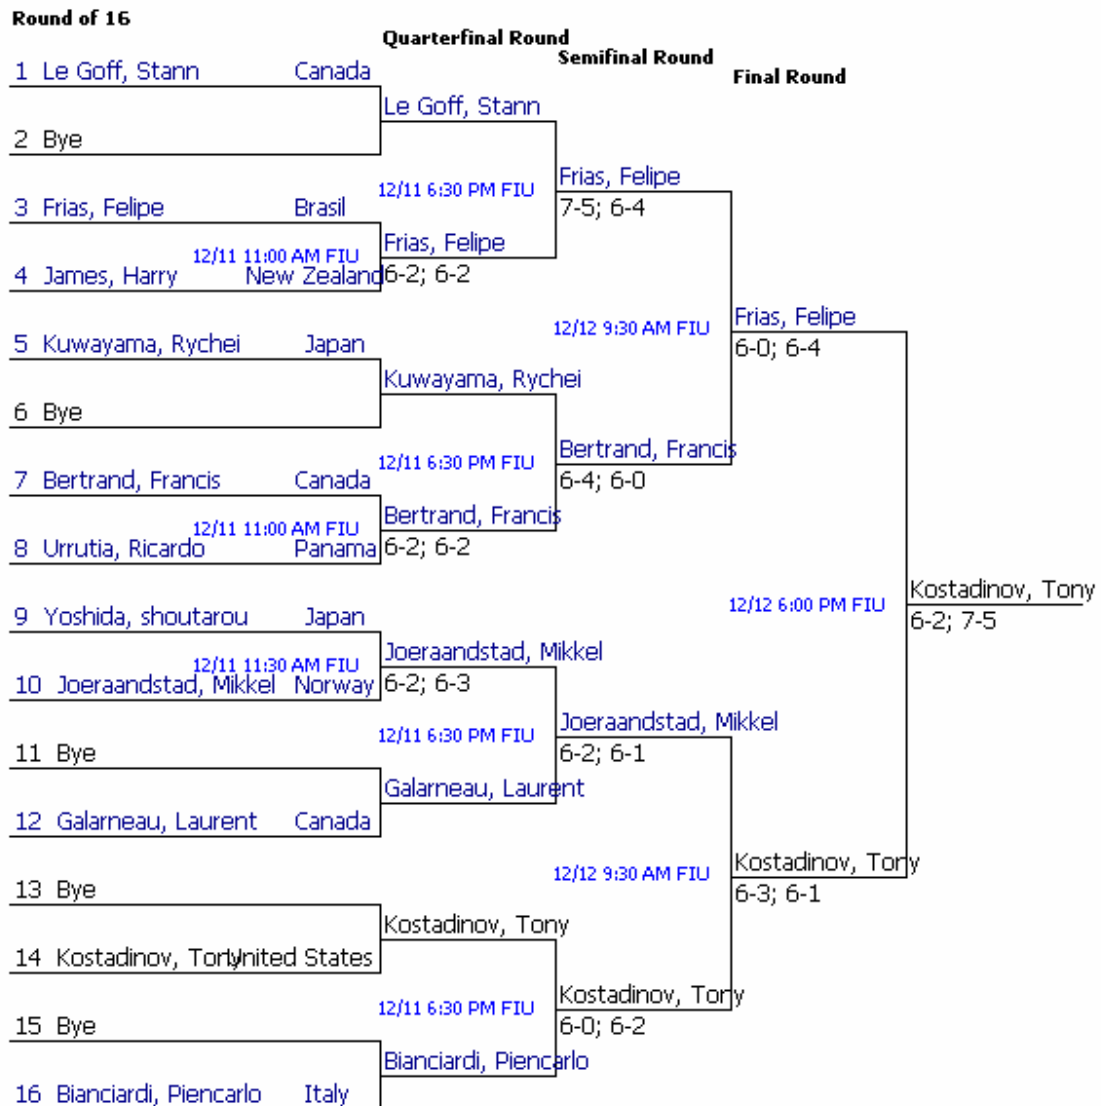 Round of 16
Quarterfinal Round
Semifinal Round
Final Round
1 Le Goff, Stann Canada
Le Goff, Stann
2 Bye
12/11 6:30 PM FIU
Frias, Felipe
7-5; 6-4
3 Frias, Felipe Brasil
12/11 11:00 AM FIU
Frias, Felipe
6-2; 6-2
4 James, Harry New Zealand
12/12 9:30 AM FIU
Frias, Felipe
6-0; 6-4
5 Kuwayama, Rychei Japan
Kuwayama, Rychei
6 Bye
12/11 6:30 PM FIU
Bertrand, Francis
6-4; 6-0
7 Bertrand, Francis Canada
12/11 11:00 AM FIU
Bertrand, Francis
6-2; 6-2
8 Urrutia, Ricardo Panama
12/12 6:00 PM FIU
Kostadinov, Tony
6-2; 7-5
9 Yoshida, shoutarou Japan
12/11 11:30 AM FIU
Joeraandstad, Mikkel
6-2; 6-3
10 Joeraandstad, Mikkel Norway
12/11 6:30 PM FIU
Joeraandstad, Mikkel
6-2; 6-1
11 Bye
Galarneau, Laurent
12 Galarneau, Laurent Canada
12/12 9:30 AM FIU
Kostadinov, Tony
6-3; 6-1
13 Bye
Kostadinov, Tony
14 Kostadinov, Tony United States
12/11 6:30 PM FIU
Kostadinov, Tony
6-0; 6-2
15 Bye
Bianciardi, Piencarlo
16 Bianciardi, Piencarlo Italy